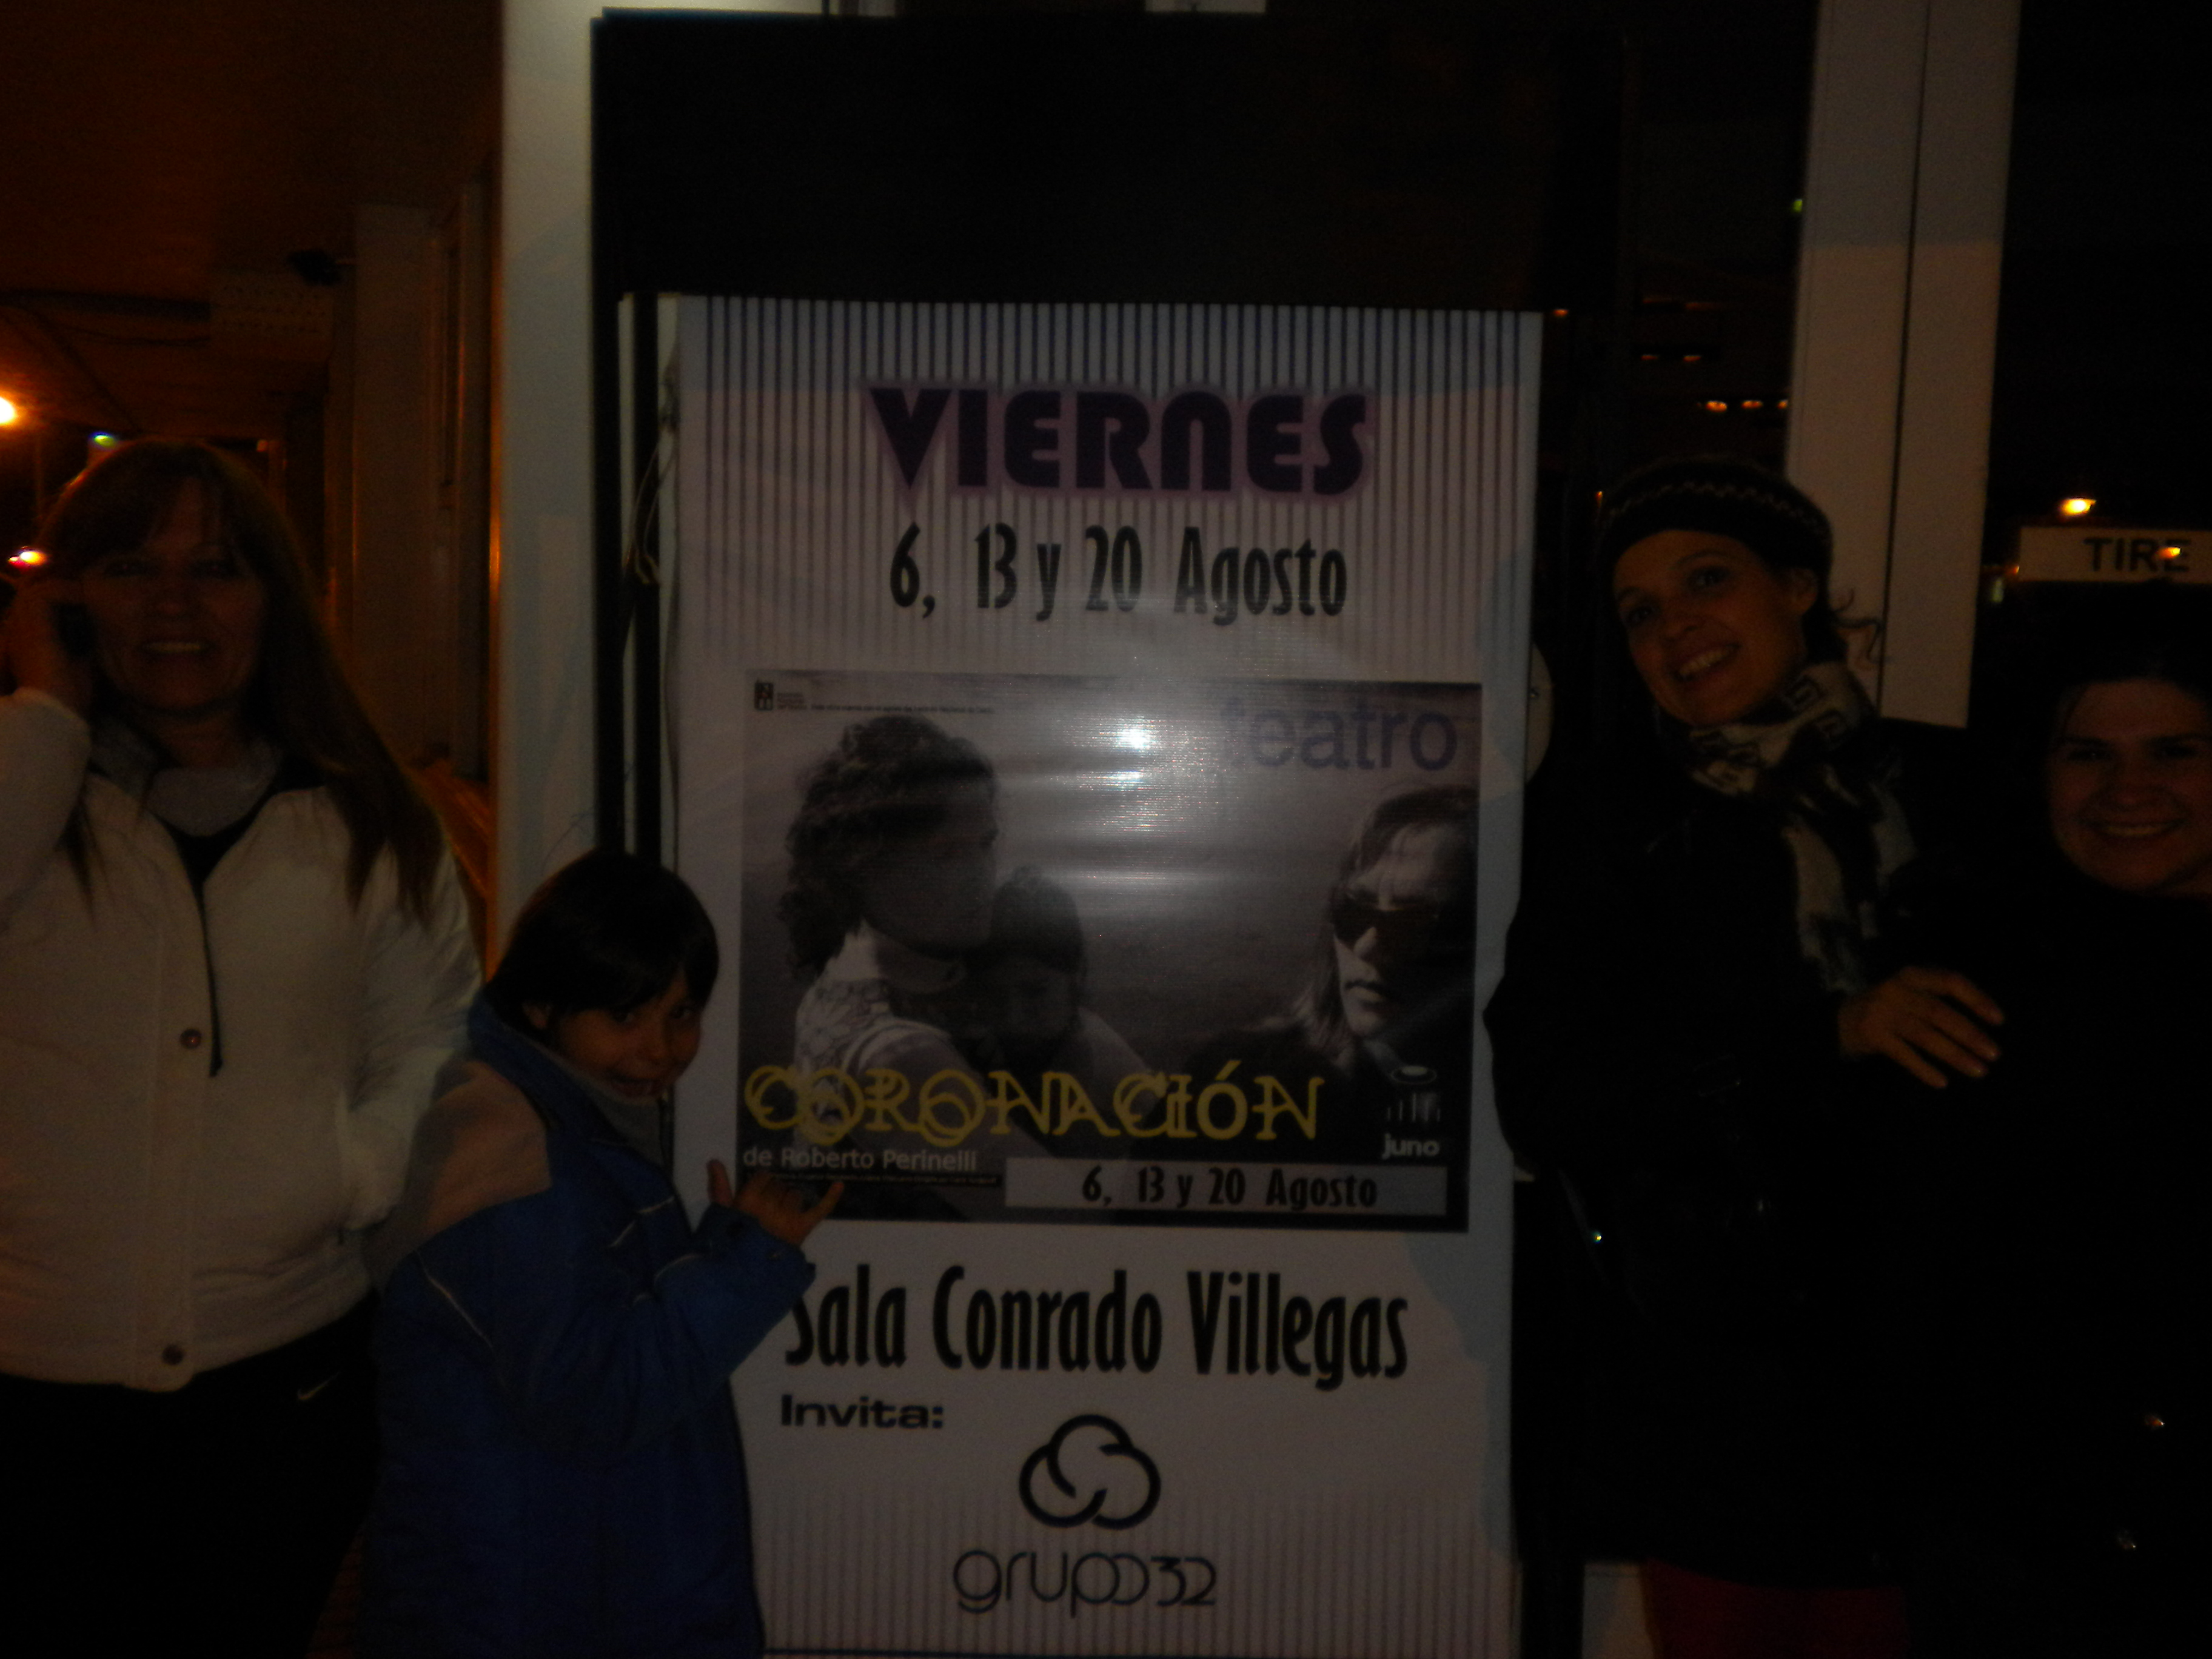 VIERNES
6, 13 y 20 Agosto
teatro
CORONACIÓN
de Roberto Perinelli
juno
6, 13 y 20 Agosto
Sala Conrado Villegas
Invita:
grupo32
TIRE